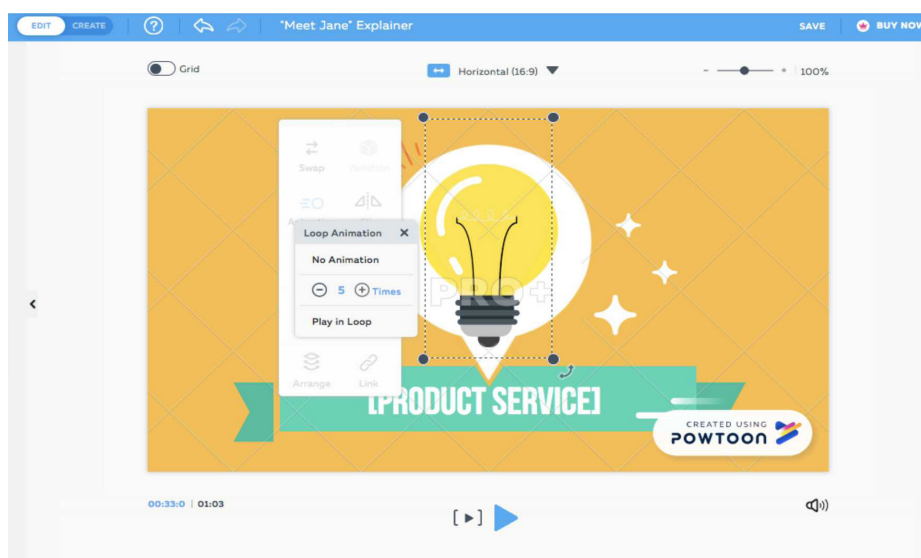 EDIT CREATE ? "Meet Jane" Explainer SAVE BUY NOW
Grid Horizontal (16:9) - + 100%
Swap
Loop Animation X
No Animation
5 Times
Play in Loop
PRO+
Arrange Link
[PRODUCT SERVICE]
CREATED USING
POWTOON
00:33:0 | 01:03